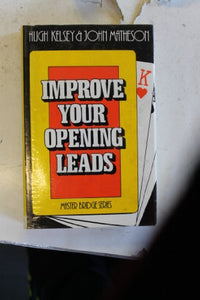 HUGH KELSEY & JOHN MATHESON
K
IMPROVE
YOUR
OPENING
LEADS
MASTER BRIDGE SERIES